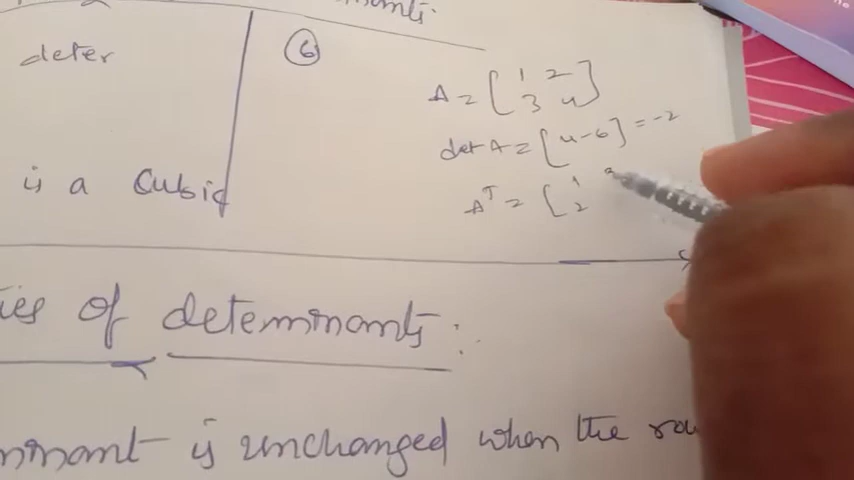 deter
is a Cubic
6
A = [ 1 2
3 4 ]
det A = [ 4-6 ] = -2
A^T = [ 1 3
2
of determinants:
is unchanged when the